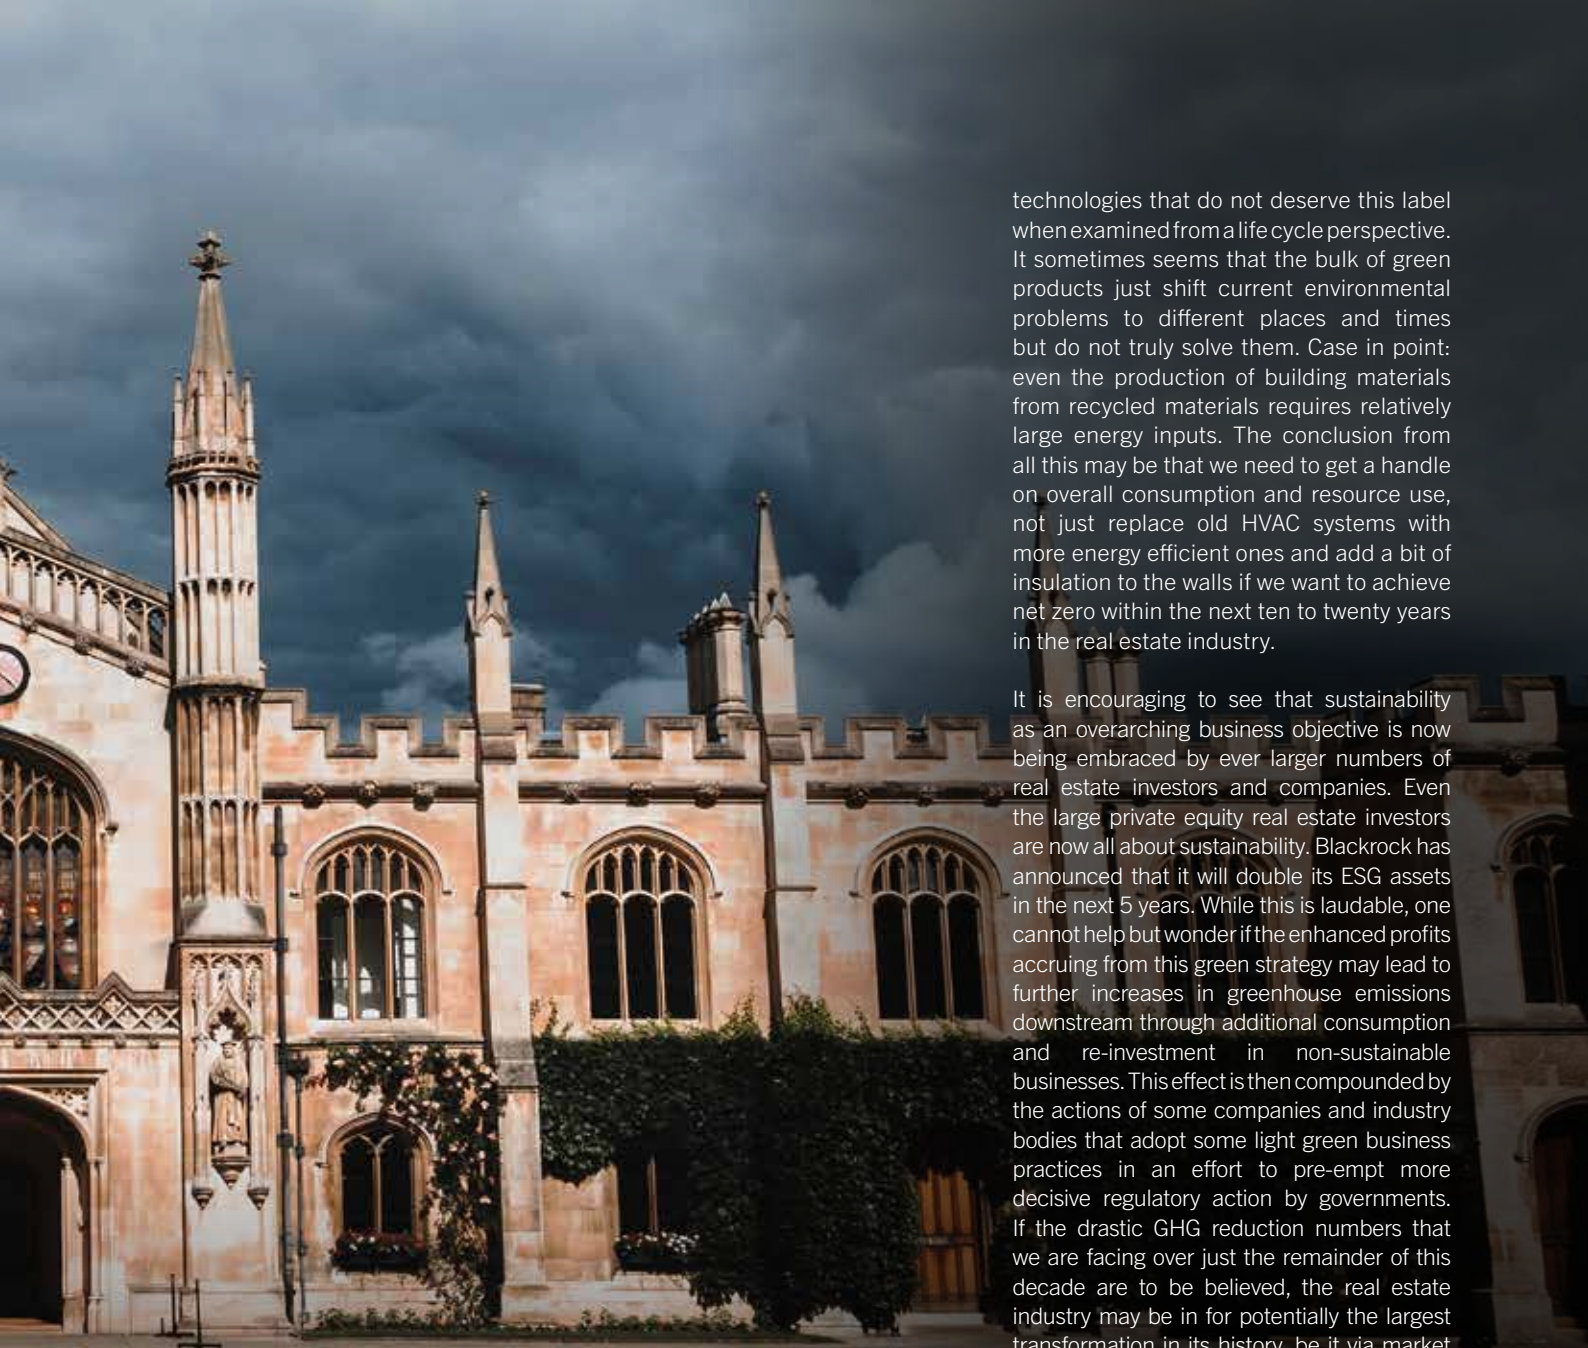 technologies that do not deserve this label
when examined from a life cycle perspective.
It sometimes seems that the bulk of green
products just shift current environmental
problems to different places and times
but do not truly solve them. Case in point:
even the production of building materials
from recycled materials requires relatively
large energy inputs. The conclusion from
all this may be that we need to get a handle
on overall consumption and resource use,
not just replace old HVAC systems with
more energy efficient ones and add a bit of
insulation to the walls if we want to achieve
net zero within the next ten to twenty years
in the real estate industry.
It is encouraging to see that sustainability
as an overarching business objective is now
being embraced by ever larger numbers of
real estate investors and companies. Even
the large private equity real estate investors
are now all about sustainability. Blackrock has
announced that it will double its ESG assets
in the next 5 years. While this is laudable, one
cannot help but wonder if the enhanced profits
accruing from this green strategy may lead to
further increases in greenhouse emissions
downstream through additional consumption
and re-investment in non-sustainable
businesses. This effect is then compounded by
the actions of some companies and industry
bodies that adopt some light green business
practices in an effort to pre-empt more
decisive regulatory action by governments.
If the drastic GHG reduction numbers that
we are facing over just the remainder of this
decade are to be believed, the real estate
industry may be in for potentially the largest
transformation in its history, be it via market